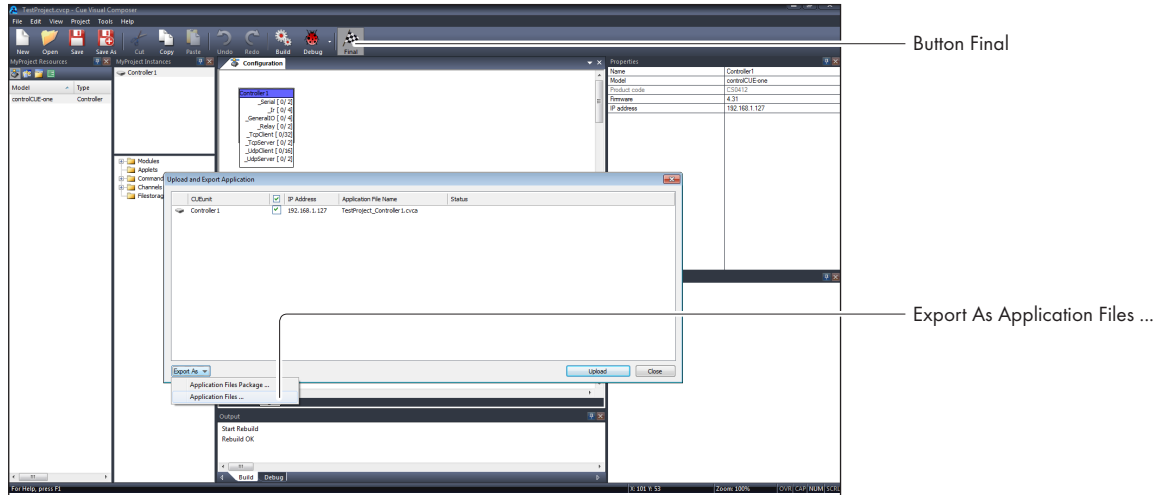 TestProject.cvcp - Cue Visual Composer
File Edit View Project Tools Help
New Open Save Save As Cut Copy Paste Undo Redo Build Debug Final
Button Final
MyProject Resources
Model Type
controlCUE-one Controller
MyProject Instances
Controller1
Modules
Applets
Command
Channels
Filestorag
Configuration
Controller1
_Serial [ 0/ 2]
_Ir [ 0/ 4]
_GeneralIO [ 0/ 4]
_Relay [ 0/ 2]
_TcpClient [ 0/32]
_TcpServer [ 0/ 2]
_UdpClient [ 0/16]
_UdpServer [ 0/ 2]
Properties
Name Controller1
Model controlCUE-one
Product code CS0412
Firmware 4.31
IP address 192.168.1.127
Upload and Export Application
CUEunit IP Address Application File Name Status
Controller1 192.168.1.127 TestProject_Controller1.cvca
Export As Application Files ...
Export As Upload Close
Application Files Package ...
Application Files ...
Output
Start Rebuild
Rebuild OK
Build Debug
For Help, press F1 X: 101 Y: 53 Zoom: 100% OVR CAP NUM SCRL